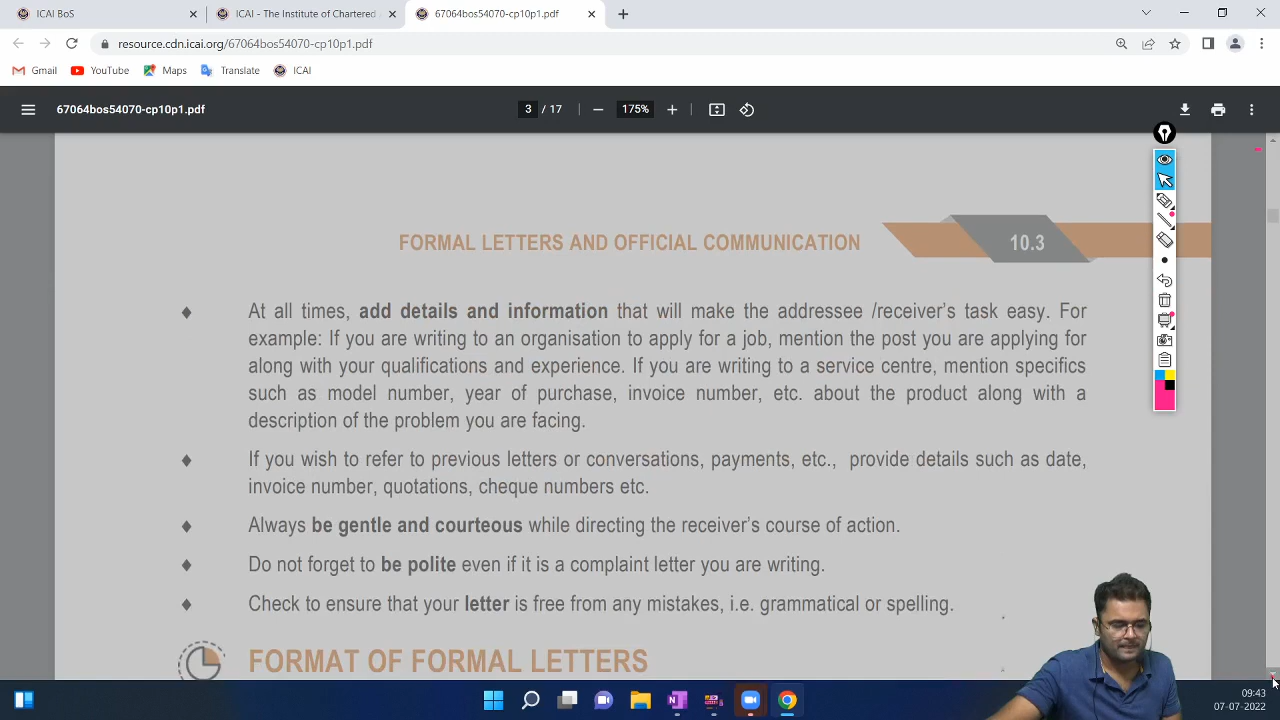 ICAI BoS
ICAI - The Institute of Chartered
67064bos54070-cp10p1.pdf
resource.cdn.icai.org/67064bos54070-cp10p1.pdf
Gmail YouTube Maps Translate ICAI
67064bos54070-cp10p1.pdf 3 / 17 175%
FORMAL LETTERS AND OFFICIAL COMMUNICATION 10.3
♦ At all times, add details and information that will make the addressee /receiver's task easy. For
example: If you are writing to an organisation to apply for a job, mention the post you are applying for
along with your qualifications and experience. If you are writing to a service centre, mention specifics
such as model number, year of purchase, invoice number, etc. about the product along with a
description of the problem you are facing.
♦ If you wish to refer to previous letters or conversations, payments, etc., provide details such as date,
invoice number, quotations, cheque numbers etc.
♦ Always be gentle and courteous while directing the receiver's course of action.
♦ Do not forget to be polite even if it is a complaint letter you are writing.
♦ Check to ensure that your letter is free from any mistakes, i.e. grammatical or spelling.
FORMAT OF FORMAL LETTERS
09:43
07-07-2022